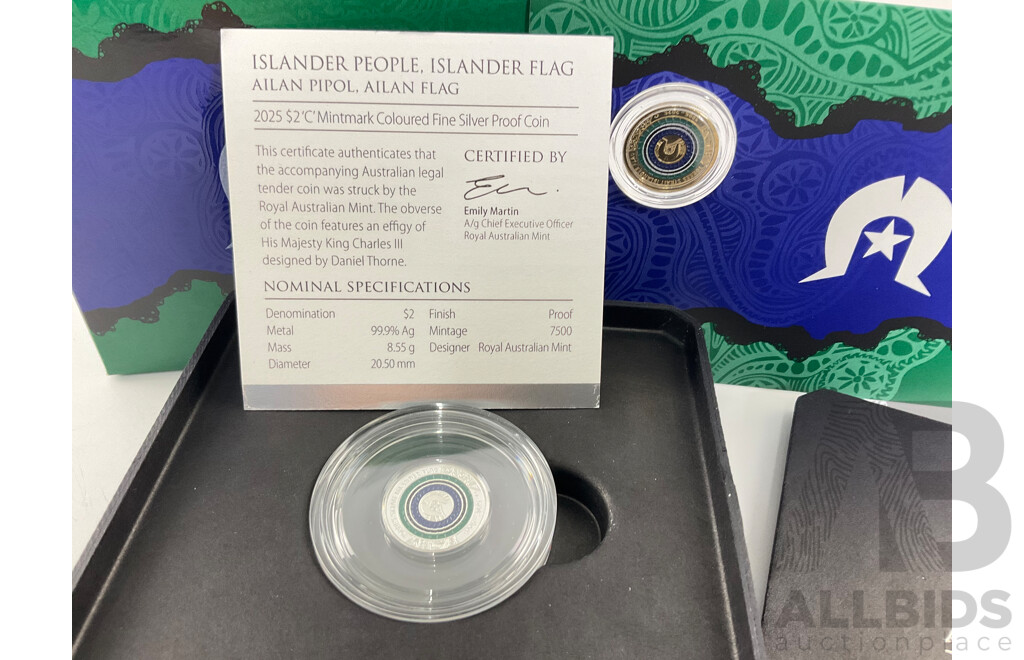 ISLANDER PEOPLE, ISLANDER FLAG
AILAN PIPOL, AILAN FLAG
2025 $2 'C' Mintmark Coloured Fine Silver Proof Coin
This certificate authenticates that
the accompanying Australian legal
tender coin was struck by the
Royal Australian Mint. The obverse
of the coin features an effigy of
His Majesty King Charles III
designed by Daniel Thorne.
CERTIFIED BY
Emily Martin
A/g Chief Executive Officer
Royal Australian Mint
NOMINAL SPECIFICATIONS
Denomination $2 Finish Proof
Metal 99.9% Ag Mintage 7500
Mass 8.55 g Designer Royal Australian Mint
Diameter 20.50 mm
AB
ALLBIDS
auctionplace